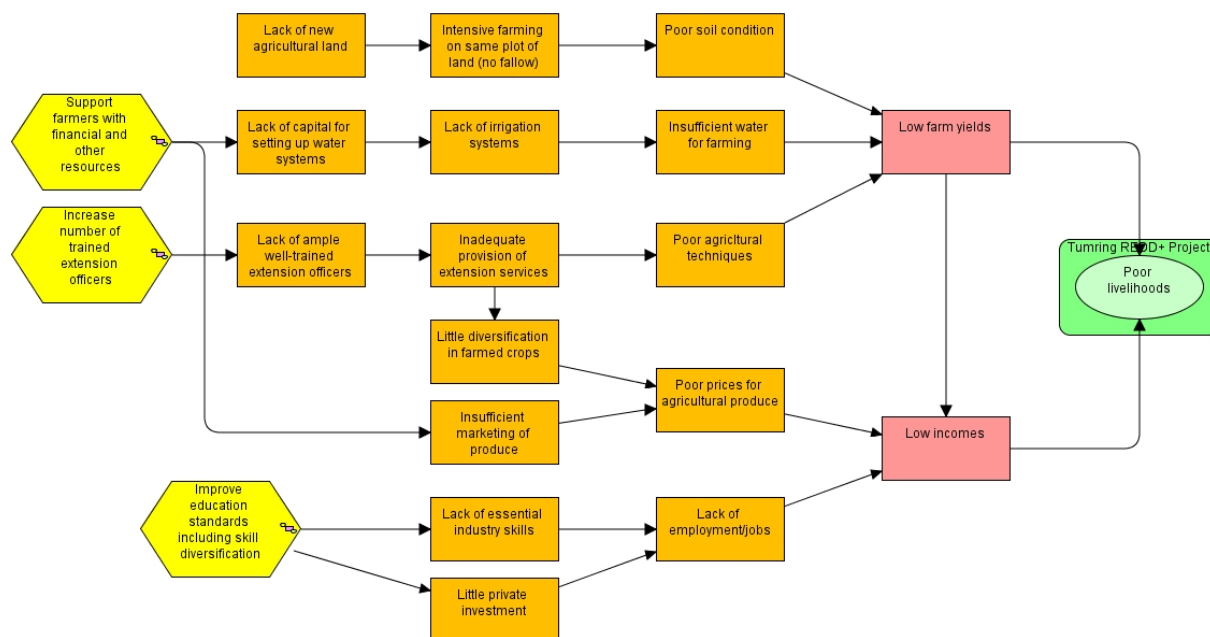 Lack of new
agricultural land
Intensive farming
on same plot of
land (no fallow)
Poor soil condition
Support
farmers with
financial and
other
resources
Lack of capital for
setting up water
systems
Lack of irrigation
systems
Insufficient water
for farming
Low farm yields
Increase
number of
trained
extension
officers
Lack of ample
well-trained
extension officers
Inadequate
provision of
extension services
Poor agricltural
techniques
Tumring REDD+ Project
Poor
livelihoods
Little diversification
in farmed crops
Poor prices for
agricultural produce
Insufficient
marketing of
produce
Low incomes
Improve
education
standards
including skill
diversification
Lack of essential
industry skills
Lack of
employment/jobs
Little private
investment